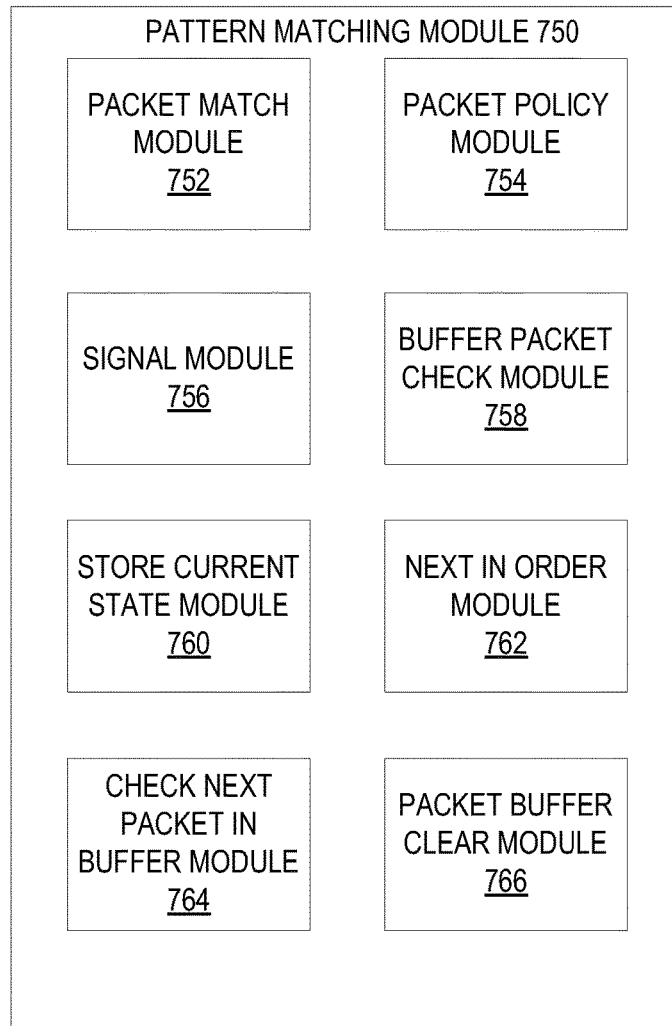 PATTERN MATCHING MODULE 750
PACKET MATCH
MODULE
752
PACKET POLICY
MODULE
754
SIGNAL MODULE
756
BUFFER PACKET
CHECK MODULE
758
STORE CURRENT
STATE MODULE
760
NEXT IN ORDER
MODULE
762
CHECK NEXT
PACKET IN
BUFFER MODULE
764
PACKET BUFFER
CLEAR MODULE
766